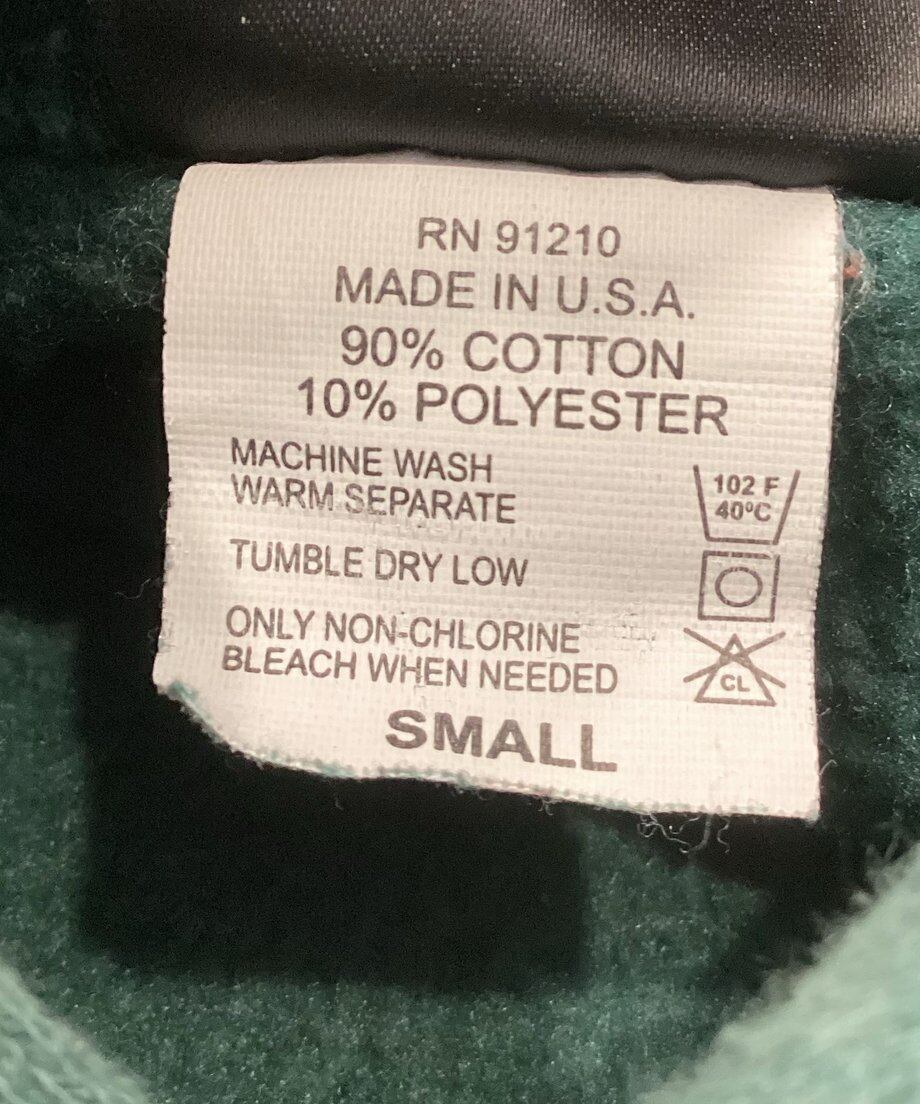 RN 91210
MADE IN U.S.A.
90% COTTON
10% POLYESTER
MACHINE WASH
WARM SEPARATE
102 F
40ºC
TUMBLE DRY LOW
ONLY NON-CHLORINE
BLEACH WHEN NEEDED
CL
SMALL